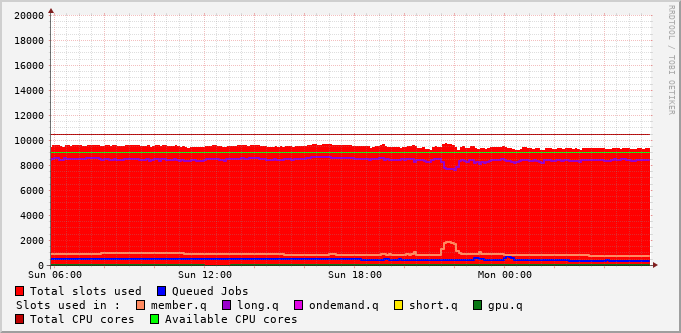 20000
18000
16000
14000
12000
10000
8000
6000
4000
2000
0
Sun 06:00 Sun 12:00 Sun 18:00 Mon 00:00
Total slots used Queued Jobs
Slots used in : member.q long.q ondemand.q short.q gpu.q
Total CPU cores Available CPU cores
RRDTOOL / TOBI OETIKER